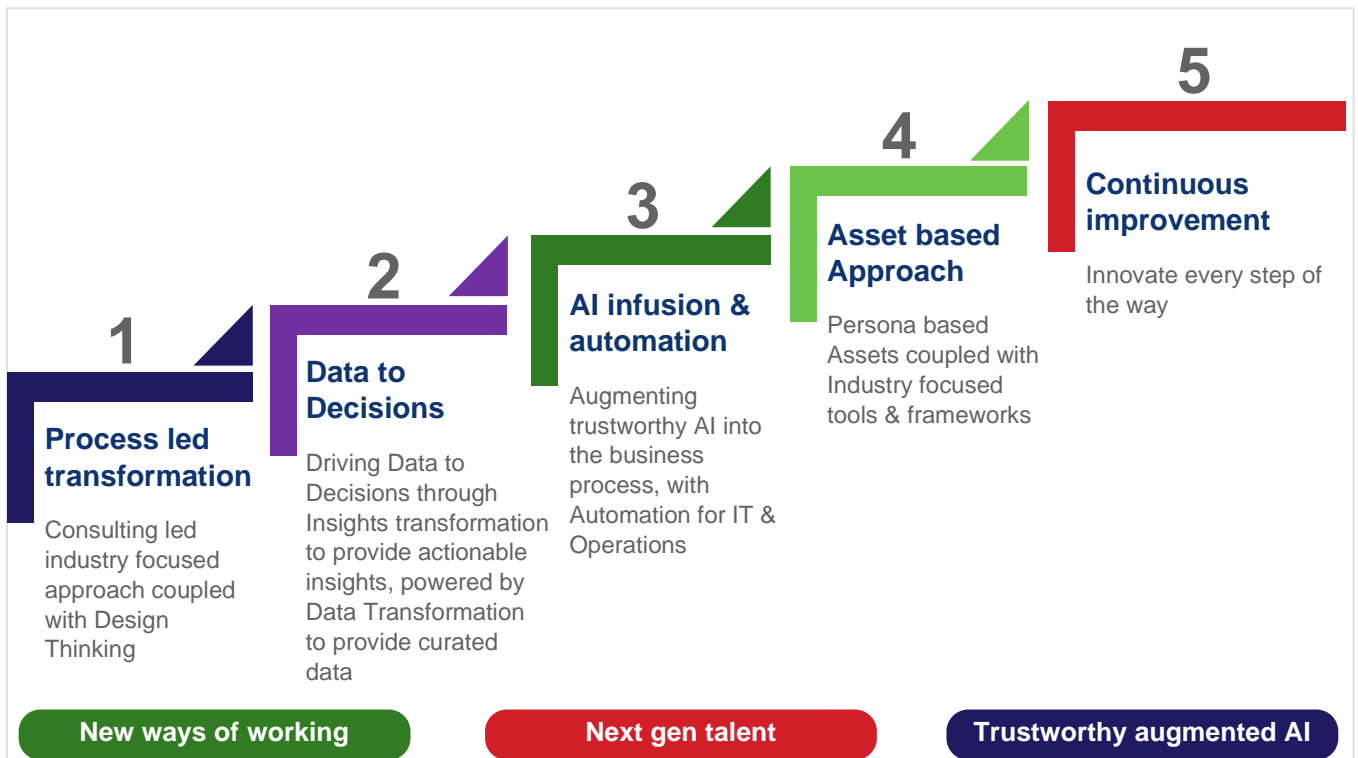 1
Process led
transformation
Consulting led
industry focused
approach coupled
with Design
Thinking
2
Data to
Decisions
Driving Data to
Decisions through
Insights transformation
to provide actionable
insights, powered by
Data Transformation
to provide curated
data
3
AI infusion &
automation
Augmenting
trustworthy AI into
the business
process, with
Automation for IT &
Operations
4
Asset based
Approach
Persona based
Assets coupled with
Industry focused
tools & frameworks
5
Continuous
improvement
Innovate every step of
the way
New ways of working
Next gen talent
Trustworthy augmented AI